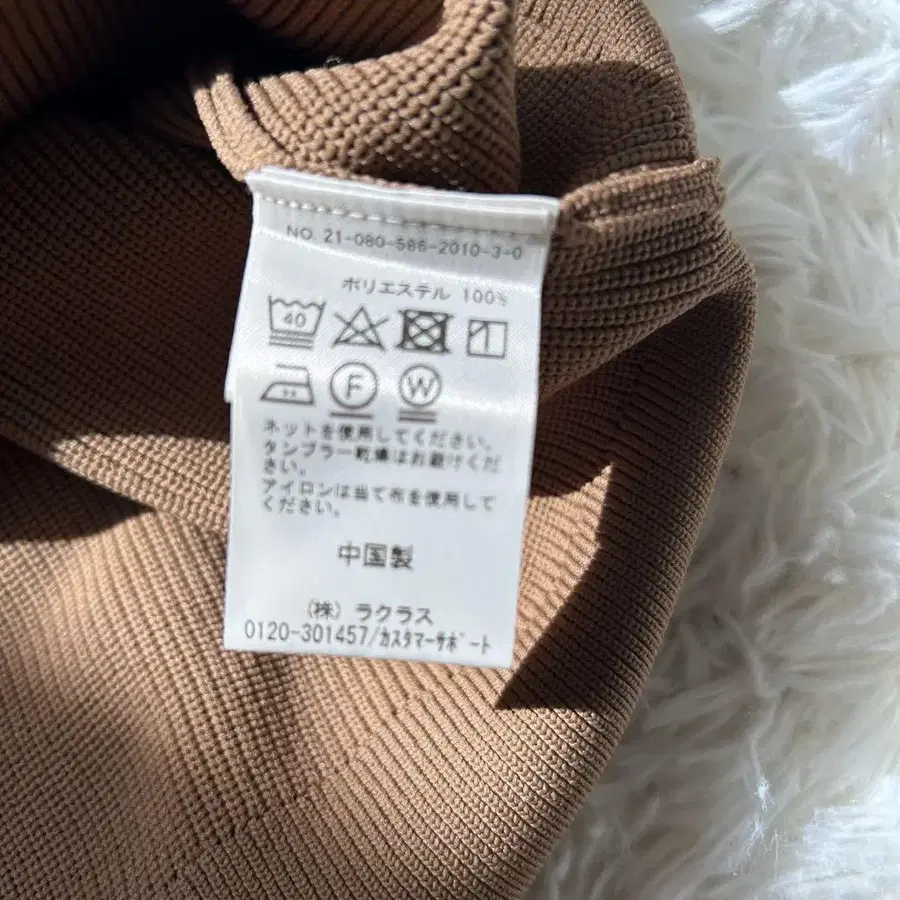 NO. 21-080-586-2010-3-0
ポリエステル 100%
40
F W
ネットを使用してください。
タンブラー乾燥はお避けくだ
さい。
アイロンは当て布を使用して
ください。
中国製
(株) ラクラス
0120-301457/カスタマーサポート